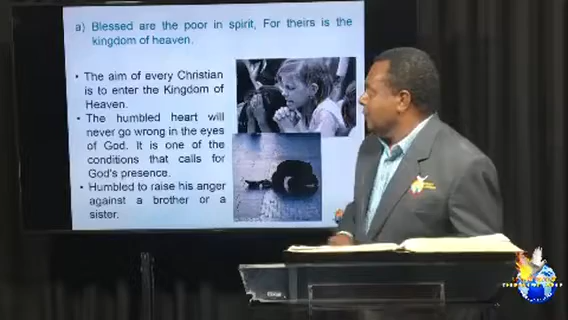 a) Blessed are the poor in spirit, For theirs is the
kingdom of heaven.
• The aim of every Christian
is to enter the Kingdom of
Heaven.
• The humbled heart will
never go wrong in the eyes
of God. It is one of the
conditions that calls for
God's presence.
• Humbled to raise his anger
against a brother or a
sister.